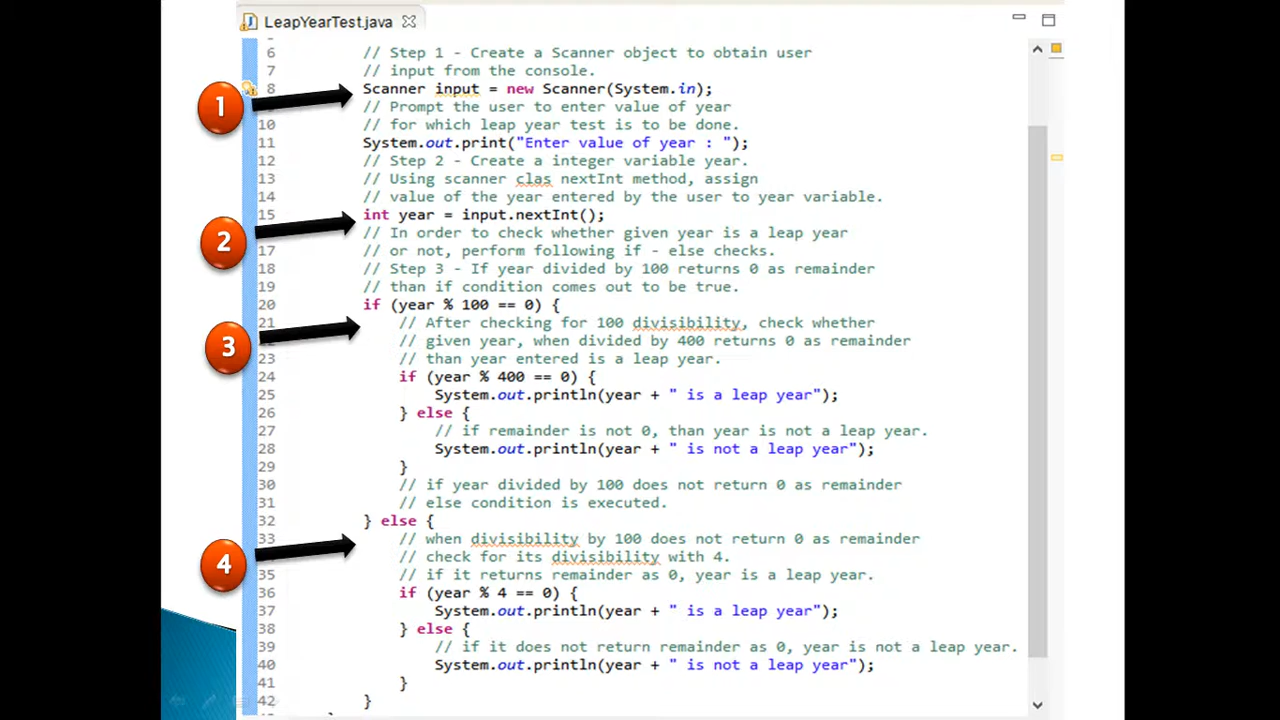 LeapYearTest.java
6 // Step 1 - Create a Scanner object to obtain user
7 // input from the console.
8 Scanner input = new Scanner(System.in);
1
9 // Prompt the user to enter value of year
10 // for which leap year test is to be done.
11 System.out.print("Enter value of year : ");
12 // Step 2 - Create a integer variable year.
13 // Using scanner clas nextInt method, assign
14 // value of the year entered by the user to year variable.
15 int year = input.nextInt();
2
16 // In order to check whether given year is a leap year
17 // or not, perform following if - else checks.
18 // Step 3 - If year divided by 100 returns 0 as remainder
19 // than if condition comes out to be true.
20 if (year % 100 == 0) {
21 // After checking for 100 divisibility, check whether
3
22 // given year, when divided by 400 returns 0 as remainder
23 // than year entered is a leap year.
24 if (year % 400 == 0) {
25 System.out.println(year + " is a leap year");
26 } else {
27 // if remainder is not 0, than year is not a leap year.
28 System.out.println(year + " is not a leap year");
29 }
30 // if year divided by 100 does not return 0 as remainder
31 // else condition is executed.
32 } else {
33 // when divisibility by 100 does not return 0 as remainder
4
34 // check for its divisibility with 4.
35 // if it returns remainder as 0, year is a leap year.
36 if (year % 4 == 0) {
37 System.out.println(year + " is a leap year");
38 } else {
39 // if it does not return remainder as 0, year is not a leap year.
40 System.out.println(year + " is not a leap year");
41 }
42 }